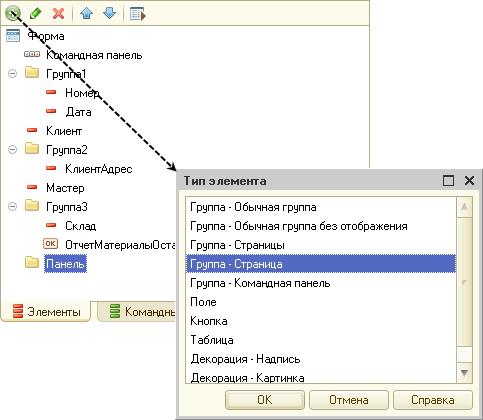 Форма
Командная панель
Группа1
Номер
Дата
Клиент
Группа2
КлиентАдрес
Мастер
Группа3
Склад
OK
ОтчетМатериалыОста
Панель
Элементы
Командны
Тип элемента
Группа - Обычная группа
Группа - Обычная группа без отображения
Группа - Страницы
Группа - Страница
Группа - Командная панель
Поле
Кнопка
Таблица
Декорация - Надпись
Декорация - Картинка
OK
Отмена
Справка